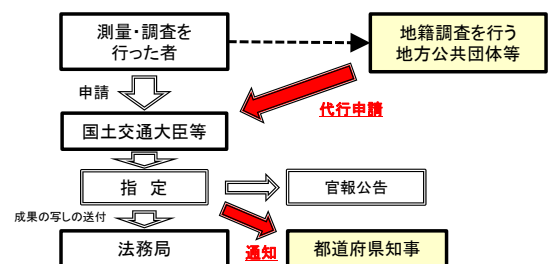 測量・調査を
行った者
地籍調査を行う
地方公共団体等
申請
代行申請
国土交通大臣等
指　定
官報公告
成果の写しの送付
法務局
通知
都道府県知事